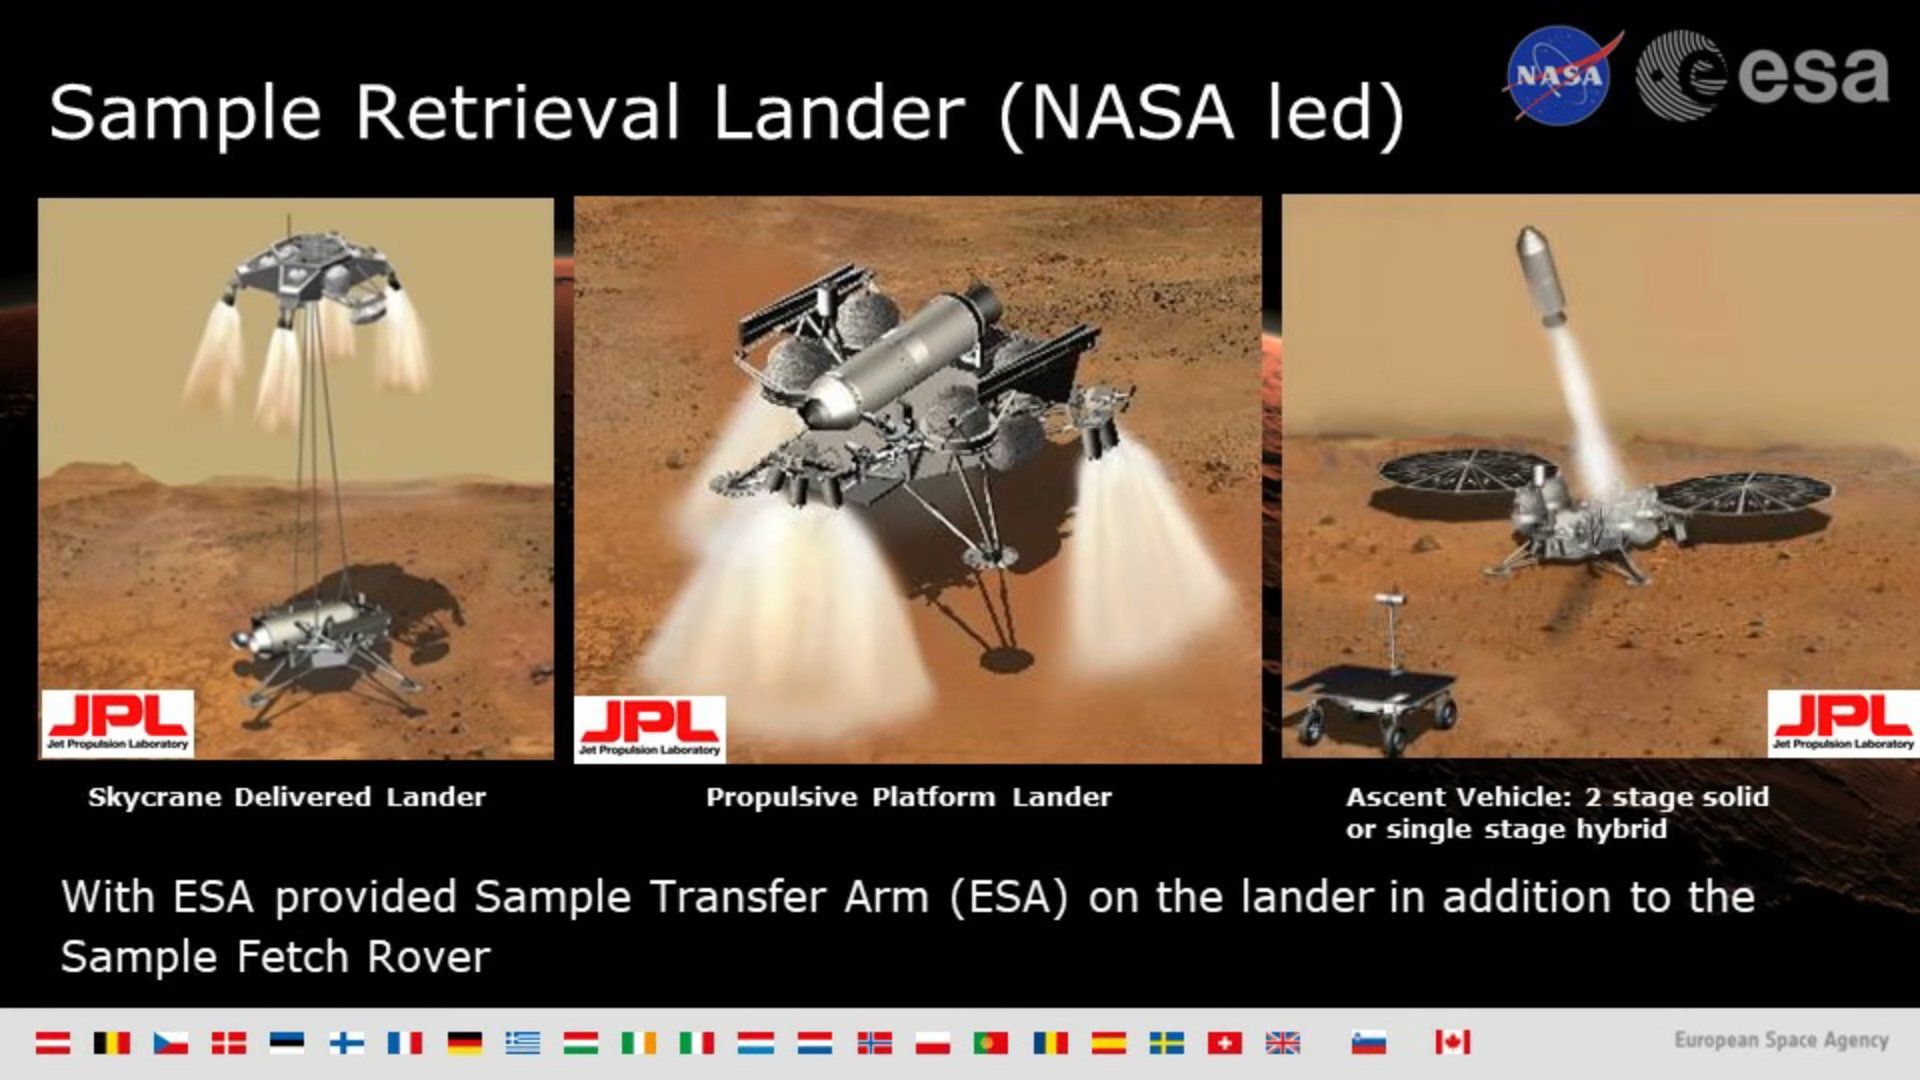 Sample Retrieval Lander (NASA led)
NASA
esa
JPL
Jet Propulsion Laboratory
JPL
Jet Propulsion Laboratory
JPL
Jet Propulsion Laboratory
Skycrane Delivered Lander
Propulsive Platform Lander
Ascent Vehicle: 2 stage solid
or single stage hybrid
With ESA provided Sample Transfer Arm (ESA) on the lander in addition to the
Sample Fetch Rover
European Space Agency